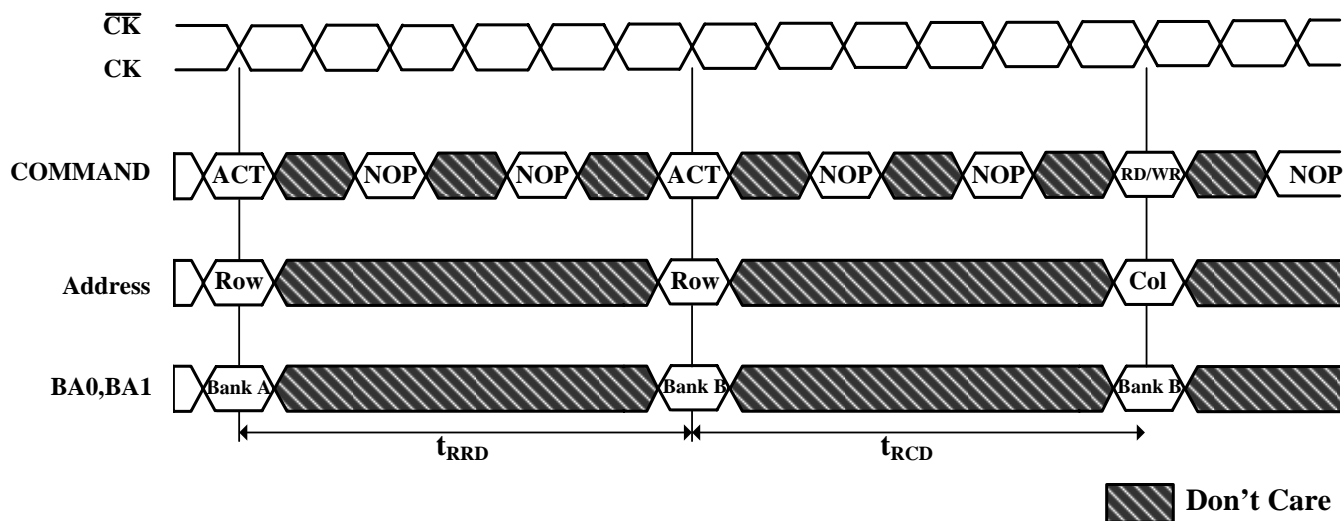 C̅K̅
CK
COMMAND ACT NOP NOP ACT NOP NOP RD/WR NOP
Address Row Row Col
BA0,BA1 Bank A Bank B Bank B
tRRD tRCD
Don't Care